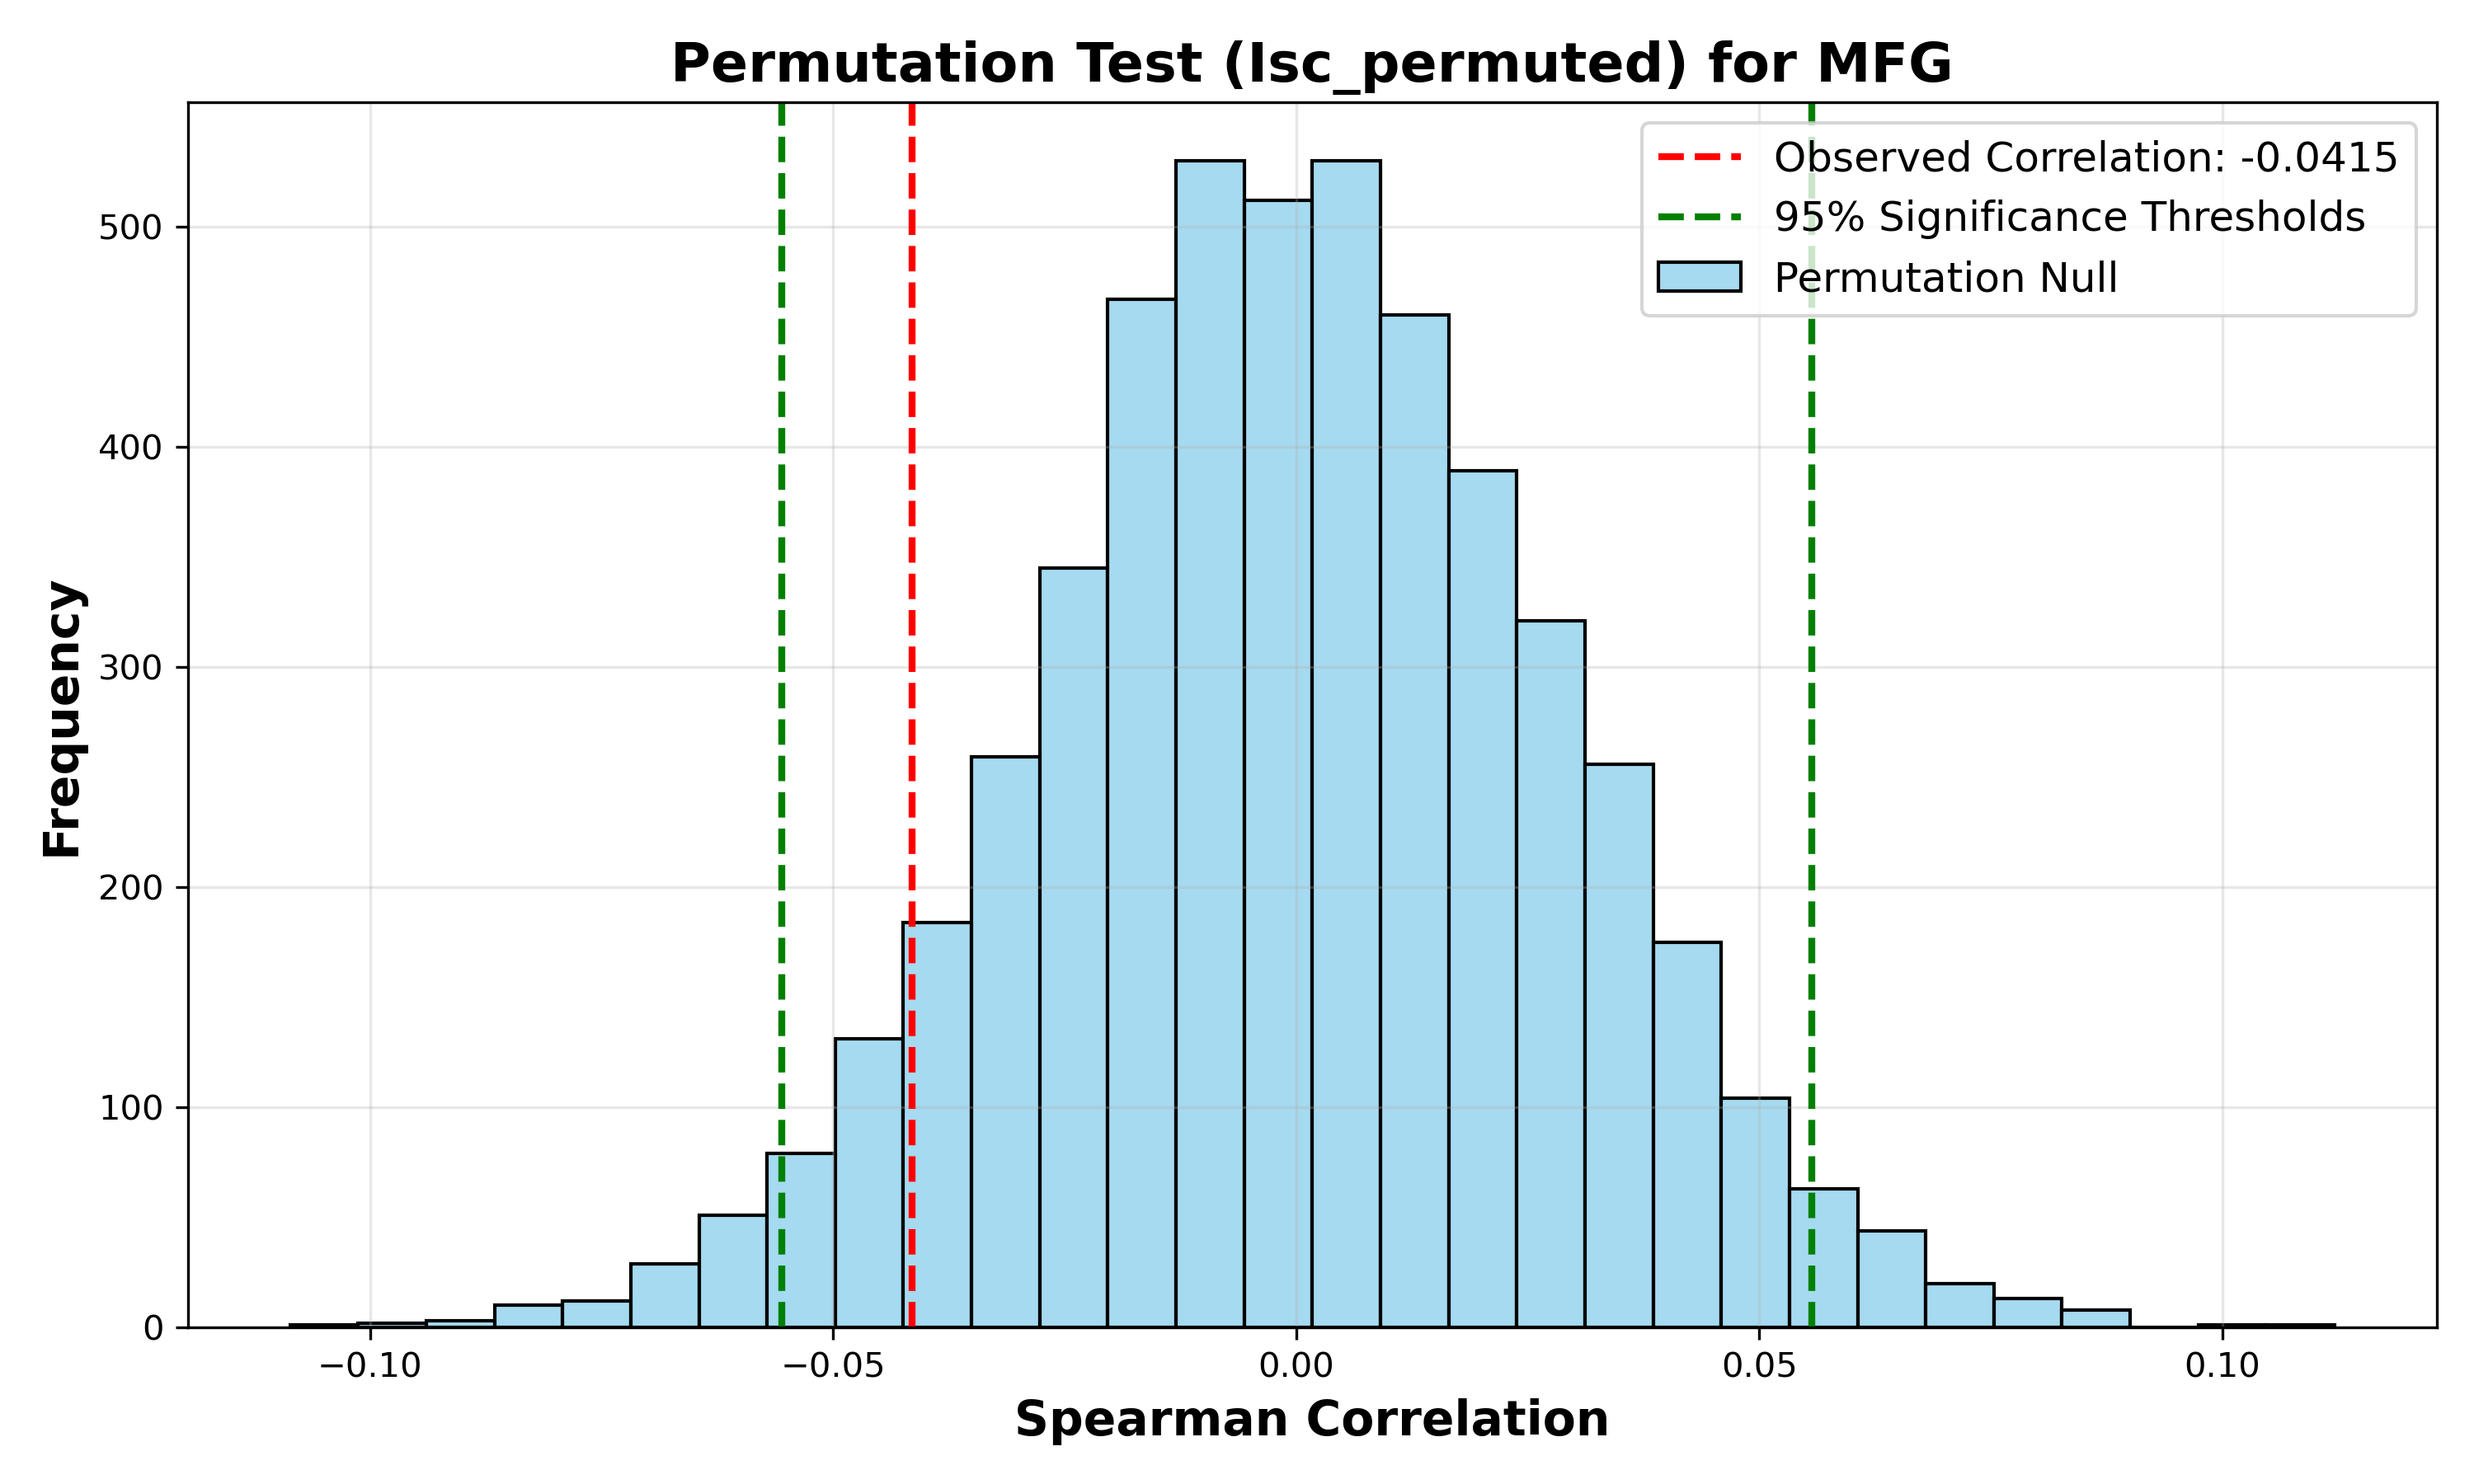 Permutation Test (Isc_permuted) for MFG
Observed Correlation: -0.0415
95% Significance Thresholds
Permutation Null
Frequency
500
400
300
200
100
0
−0.10 −0.05 0.00 0.05 0.10
Spearman Correlation